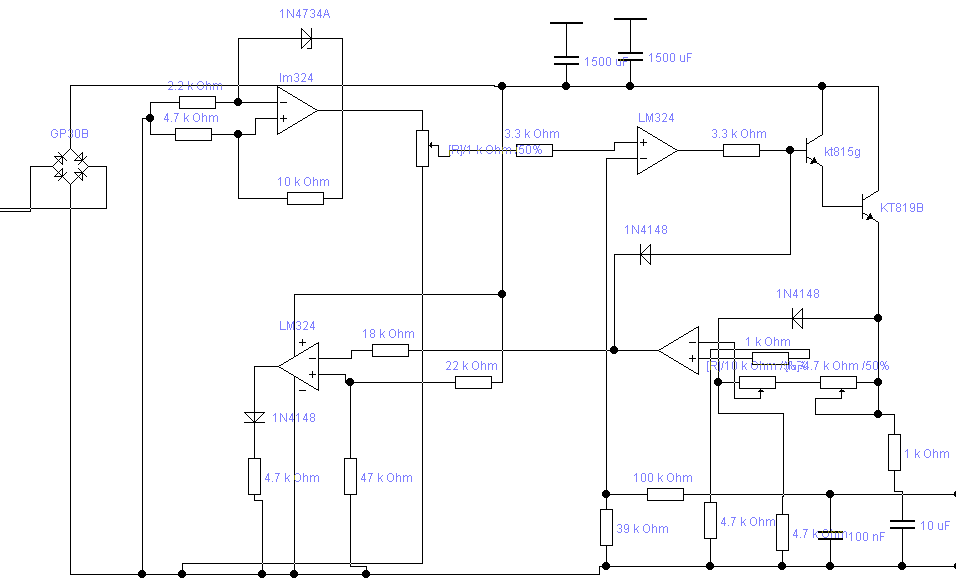 1N4734A
1500 uF
1500 uF
2.2 k Ohm
lm324
4.7 k Ohm
LM324
GP30B
3.3 k Ohm
3.3 k Ohm
[R]/1 k Ohm /50%
kt815g
10 k Ohm
KT819B
1N4148
1N4148
LM324
18 k Ohm
1 k Ohm
22 k Ohm
[R]/10 k Ohm
/4.7 k Ohm /50%
1N4148
1 k Ohm
4.7 k Ohm
47 k Ohm
100 k Ohm
39 k Ohm
4.7 k Ohm
4.7 k Ohm
100 nF
10 uF